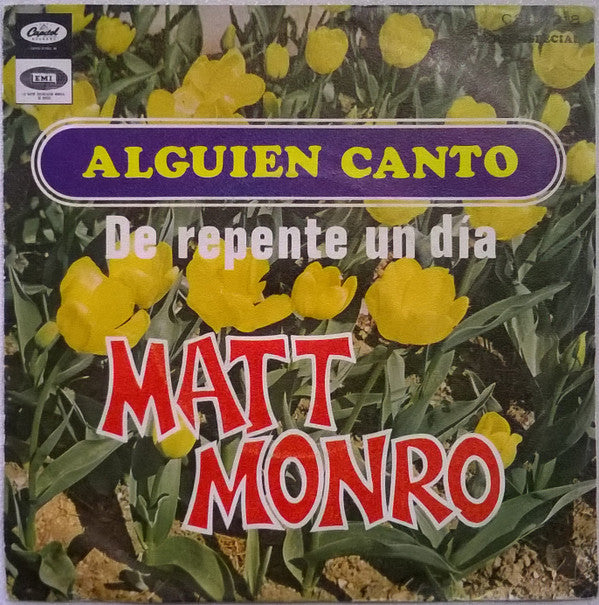 Capitol
EMI
ALGUIEN CANTO
De repente un día
MATT
MONRO